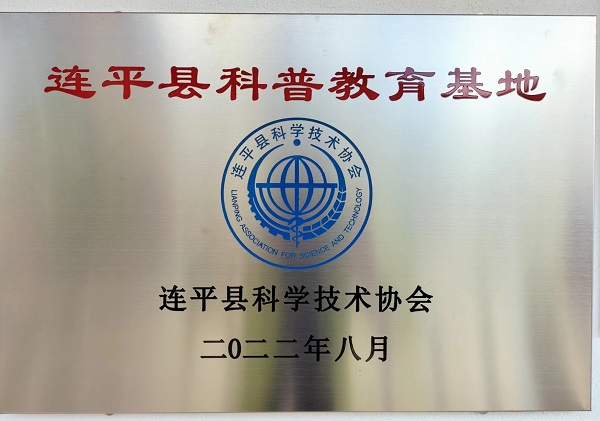 连平县科普教育基地
连平县科学技术协会
LIANPING ASSOCIATION FOR SCIENCE AND TECHNOLOGY
连平县科学技术协会
二〇二二年八月